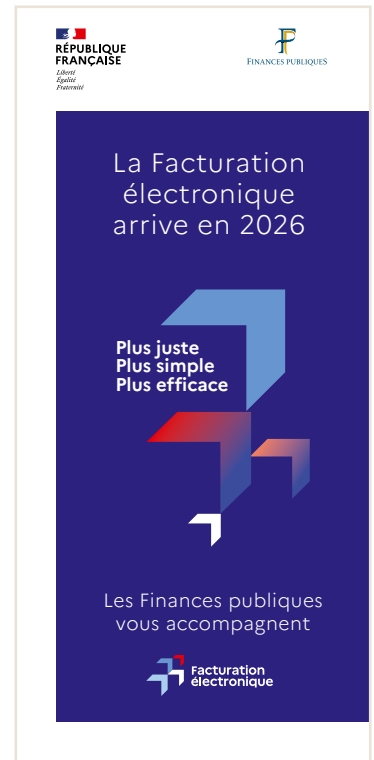 RÉPUBLIQUE
FRANÇAISE
Liberté
Égalité
Fraternité
FINANCES PUBLIQUES
La Facturation
électronique
arrive en 2026
Plus juste
Plus simple
Plus efficace
Les Finances publiques
vous accompagnent
Facturation
électronique